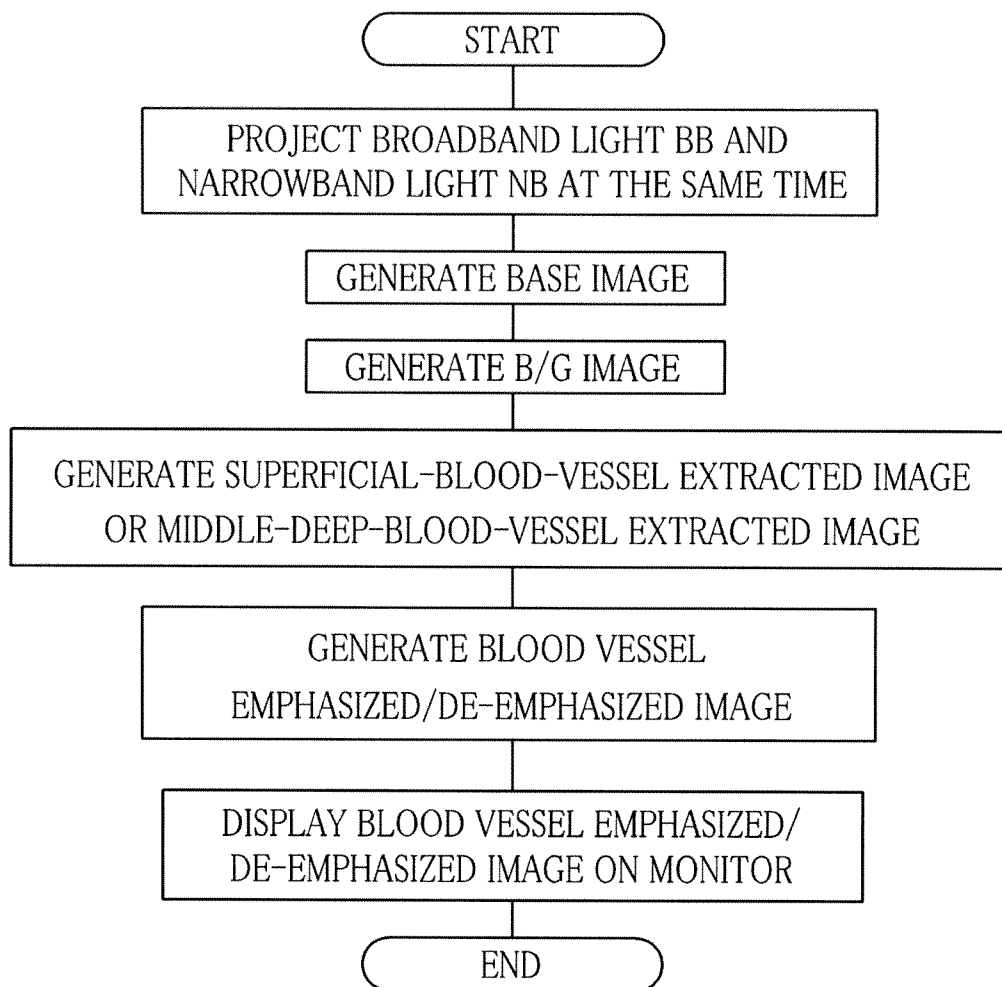 START
PROJECT BROADBAND LIGHT BB AND
NARROWBAND LIGHT NB AT THE SAME TIME
GENERATE BASE IMAGE
GENERATE B/G IMAGE
GENERATE SUPERFICIAL-BLOOD-VESSEL EXTRACTED IMAGE
OR MIDDLE-DEEP-BLOOD-VESSEL EXTRACTED IMAGE
GENERATE BLOOD VESSEL
EMPHASIZED/DE-EMPHASIZED IMAGE
DISPLAY BLOOD VESSEL EMPHASIZED/
DE-EMPHASIZED IMAGE ON MONITOR
END